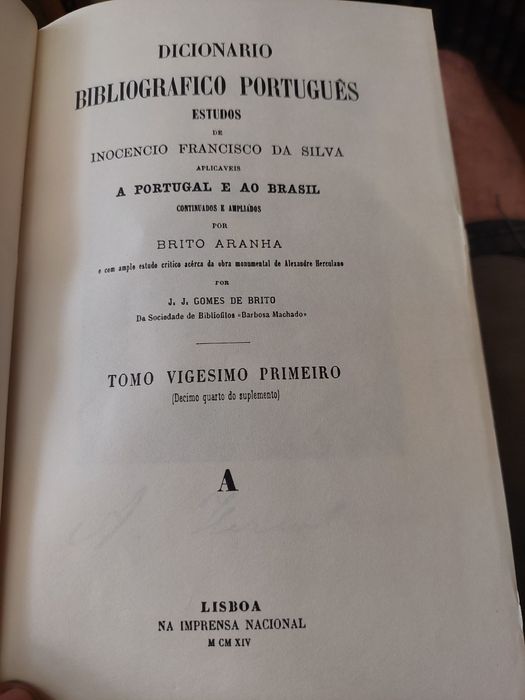 DICIONARIO
BIBLIOGRAFICO PORTUGUÊS
ESTUDOS
DE
INOCENCIO FRANCISCO DA SILVA
APLICAVEIS
A PORTUGAL E AO BRASIL
CONTINUADOS E AMPLIADOS
POR
BRITO ARANHA
e com amplo estudo critico acêrca da obra monumental de Alexandre Herculano
POR
J. J. GOMES DE BRITO
Da Sociedade de Bibliofilos «Barbosa Machado»
TOMO VIGESIMO PRIMEIRO
(Decimo quarto do suplemento)
A
LISBOA
NA IMPRENSA NACIONAL
M CM XIV